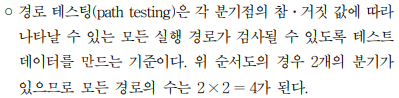 ○ 경로 테스팅(path testing)은 각 분기점의 참・거짓 값에 따라
나타날 수 있는 모든 실행 경로가 검사될 수 있도록 테스트
데이터를 만드는 기준이다. 위 순서도의 경우 2개의 분기가
있으므로 모든 경로의 수는 2×2=4가 된다.